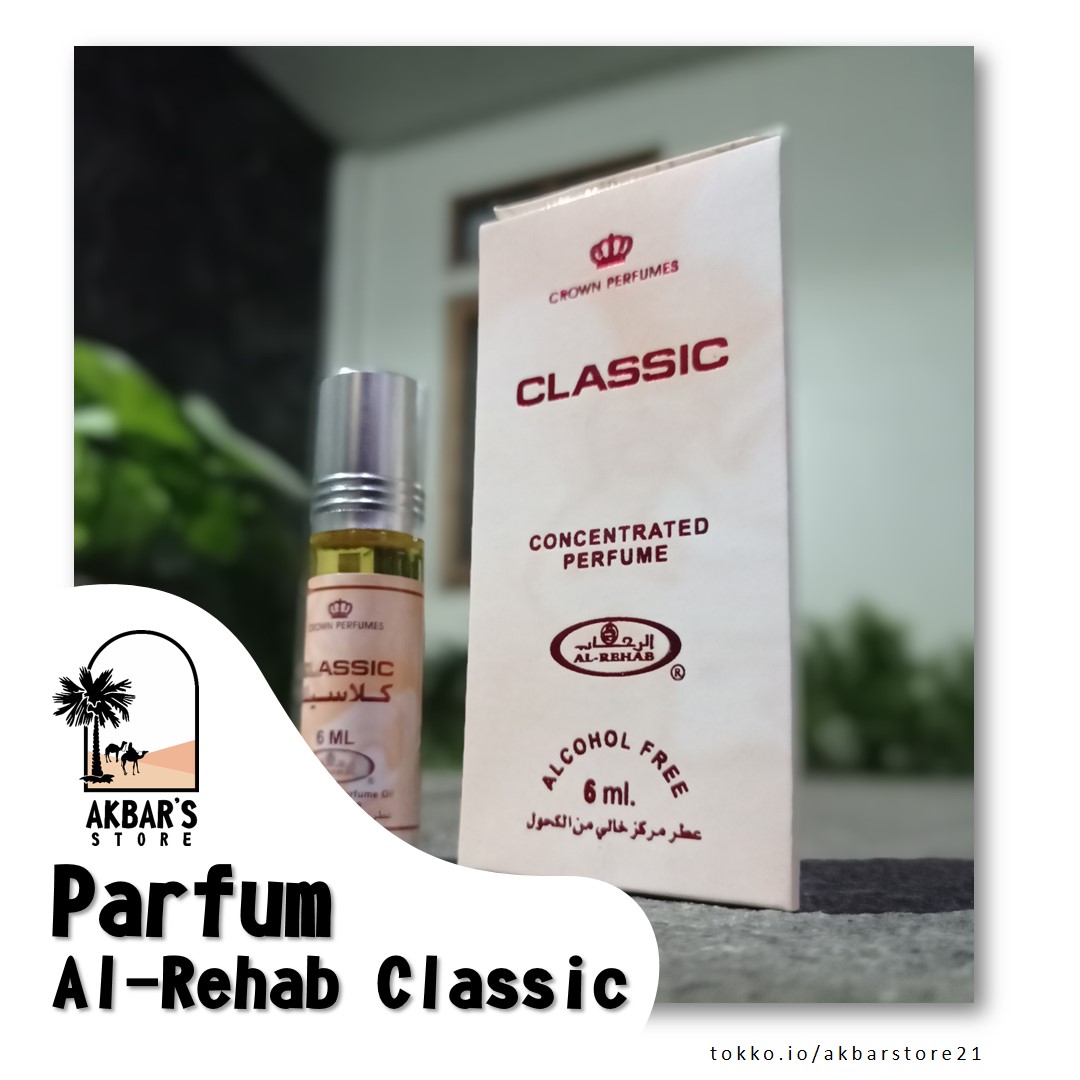 CROWN PERFUMES
CLASSIC
CONCENTRATED
PERFUME
الرحاب
AL-REHAB
®
ALCOHOL FREE
6 ml.
عطر مركز خالي من الكحول
CROWN PERFUMES
CLASSIC
6 ML
AKBAR'S
STORE
Parfum
Al-Rehab Classic
tokko.io/akbarstore21